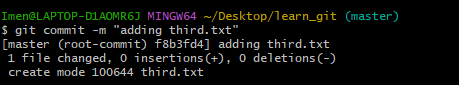 Imen@LAPTOP-D1AOMR6J MINGW64 ~/Desktop/learn_git (master)
$ git commit -m "adding third.txt"
[master (root-commit) f8b3fd4] adding third.txt
 1 file changed, 0 insertions(+), 0 deletions(-)
 create mode 100644 third.txt